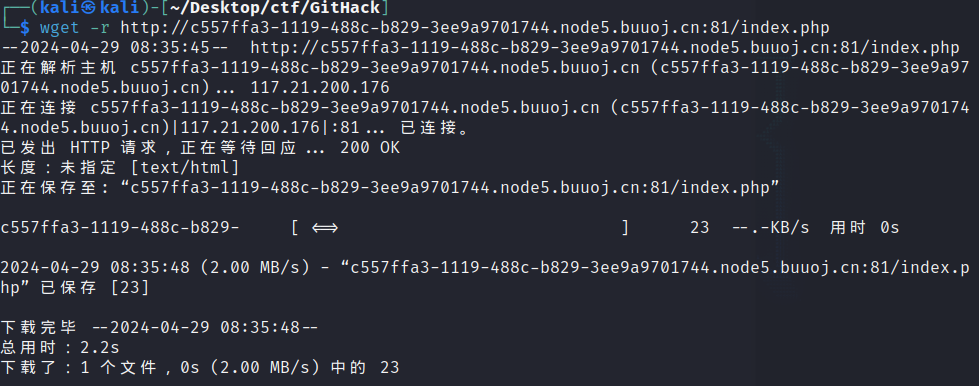 ┌──(kali㉿kali)-[~/Desktop/ctf/GitHack]
└─$ wget -r http://c557ffa3-1119-488c-b829-3ee9a9701744.node5.buuoj.cn:81/index.php
--2024-04-29 08:35:45--  http://c557ffa3-1119-488c-b829-3ee9a9701744.node5.buuoj.cn:81/index.php
正在解析主机 c557ffa3-1119-488c-b829-3ee9a9701744.node5.buuoj.cn (c557ffa3-1119-488c-b829-3ee9a97
01744.node5.buuoj.cn)... 117.21.200.176
正在连接 c557ffa3-1119-488c-b829-3ee9a9701744.node5.buuoj.cn (c557ffa3-1119-488c-b829-3ee9a970174
4.node5.buuoj.cn)|117.21.200.176|:81... 已连接。
已发出 HTTP 请求，正在等待回应... 200 OK
长度：未指定 [text/html]
正在保存至: “c557ffa3-1119-488c-b829-3ee9a9701744.node5.buuoj.cn:81/index.php”
c557ffa3-1119-488c-b829-     [ <=>                             ]      23  --.-KB/s  用时 0s
2024-04-29 08:35:48 (2.00 MB/s) - “c557ffa3-1119-488c-b829-3ee9a9701744.node5.buuoj.cn:81/index.p
hp” 已保存 [23]
下载完毕 --2024-04-29 08:35:48--
总用时：2.2s
下载了：1 个文件，0s (2.00 MB/s) 中的 23